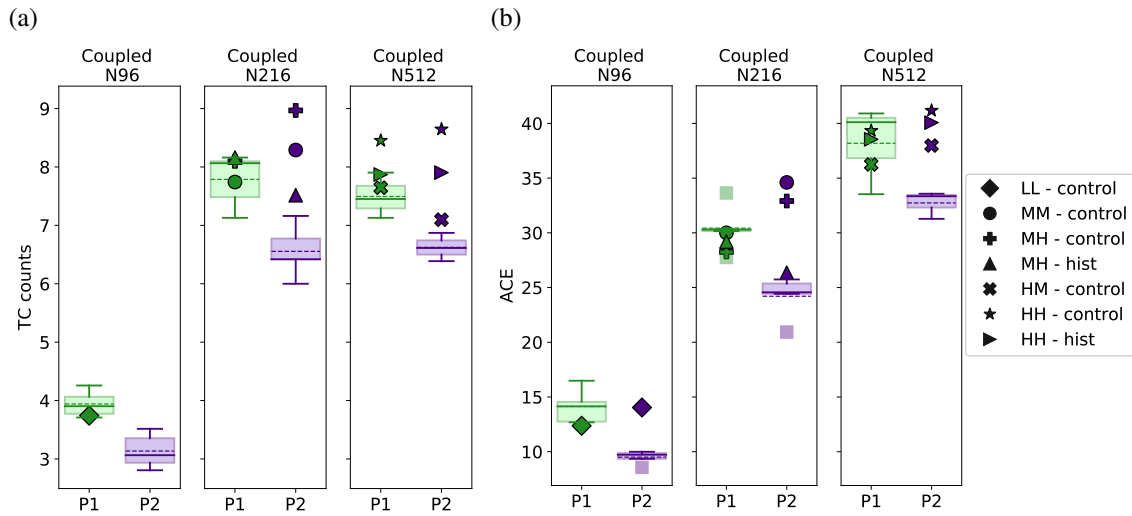 (a)
(b)
Coupled N96
Coupled N216
Coupled N512
Coupled N96
Coupled N216
Coupled N512
TC counts
9
8
7
6
5
4
3
P1 P2
P1 P2
P1 P2
ACE
40
35
30
25
20
15
10
P1 P2
P1 P2
P1 P2
LL - control
MM - control
MH - control
MH - hist
HM - control
HH - control
HH - hist